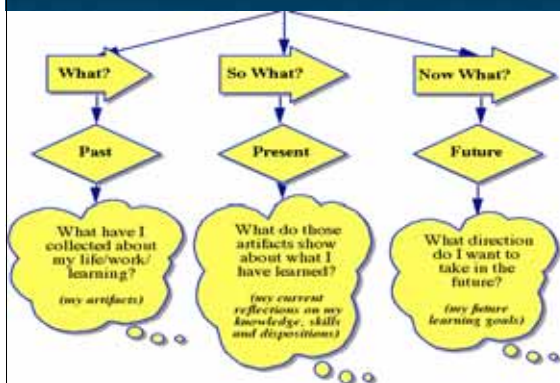 What?
So What?
Now What?
Past
Present
Future
What have I
collected about
my life/work/
learning?
(my artifacts)
What do those
artifacts show
about what I
have learned?
(my current
reflections on my
knowledge, skills
and dispositions)
What direction
do I want to
take in the
future?
(my future
learning goals)